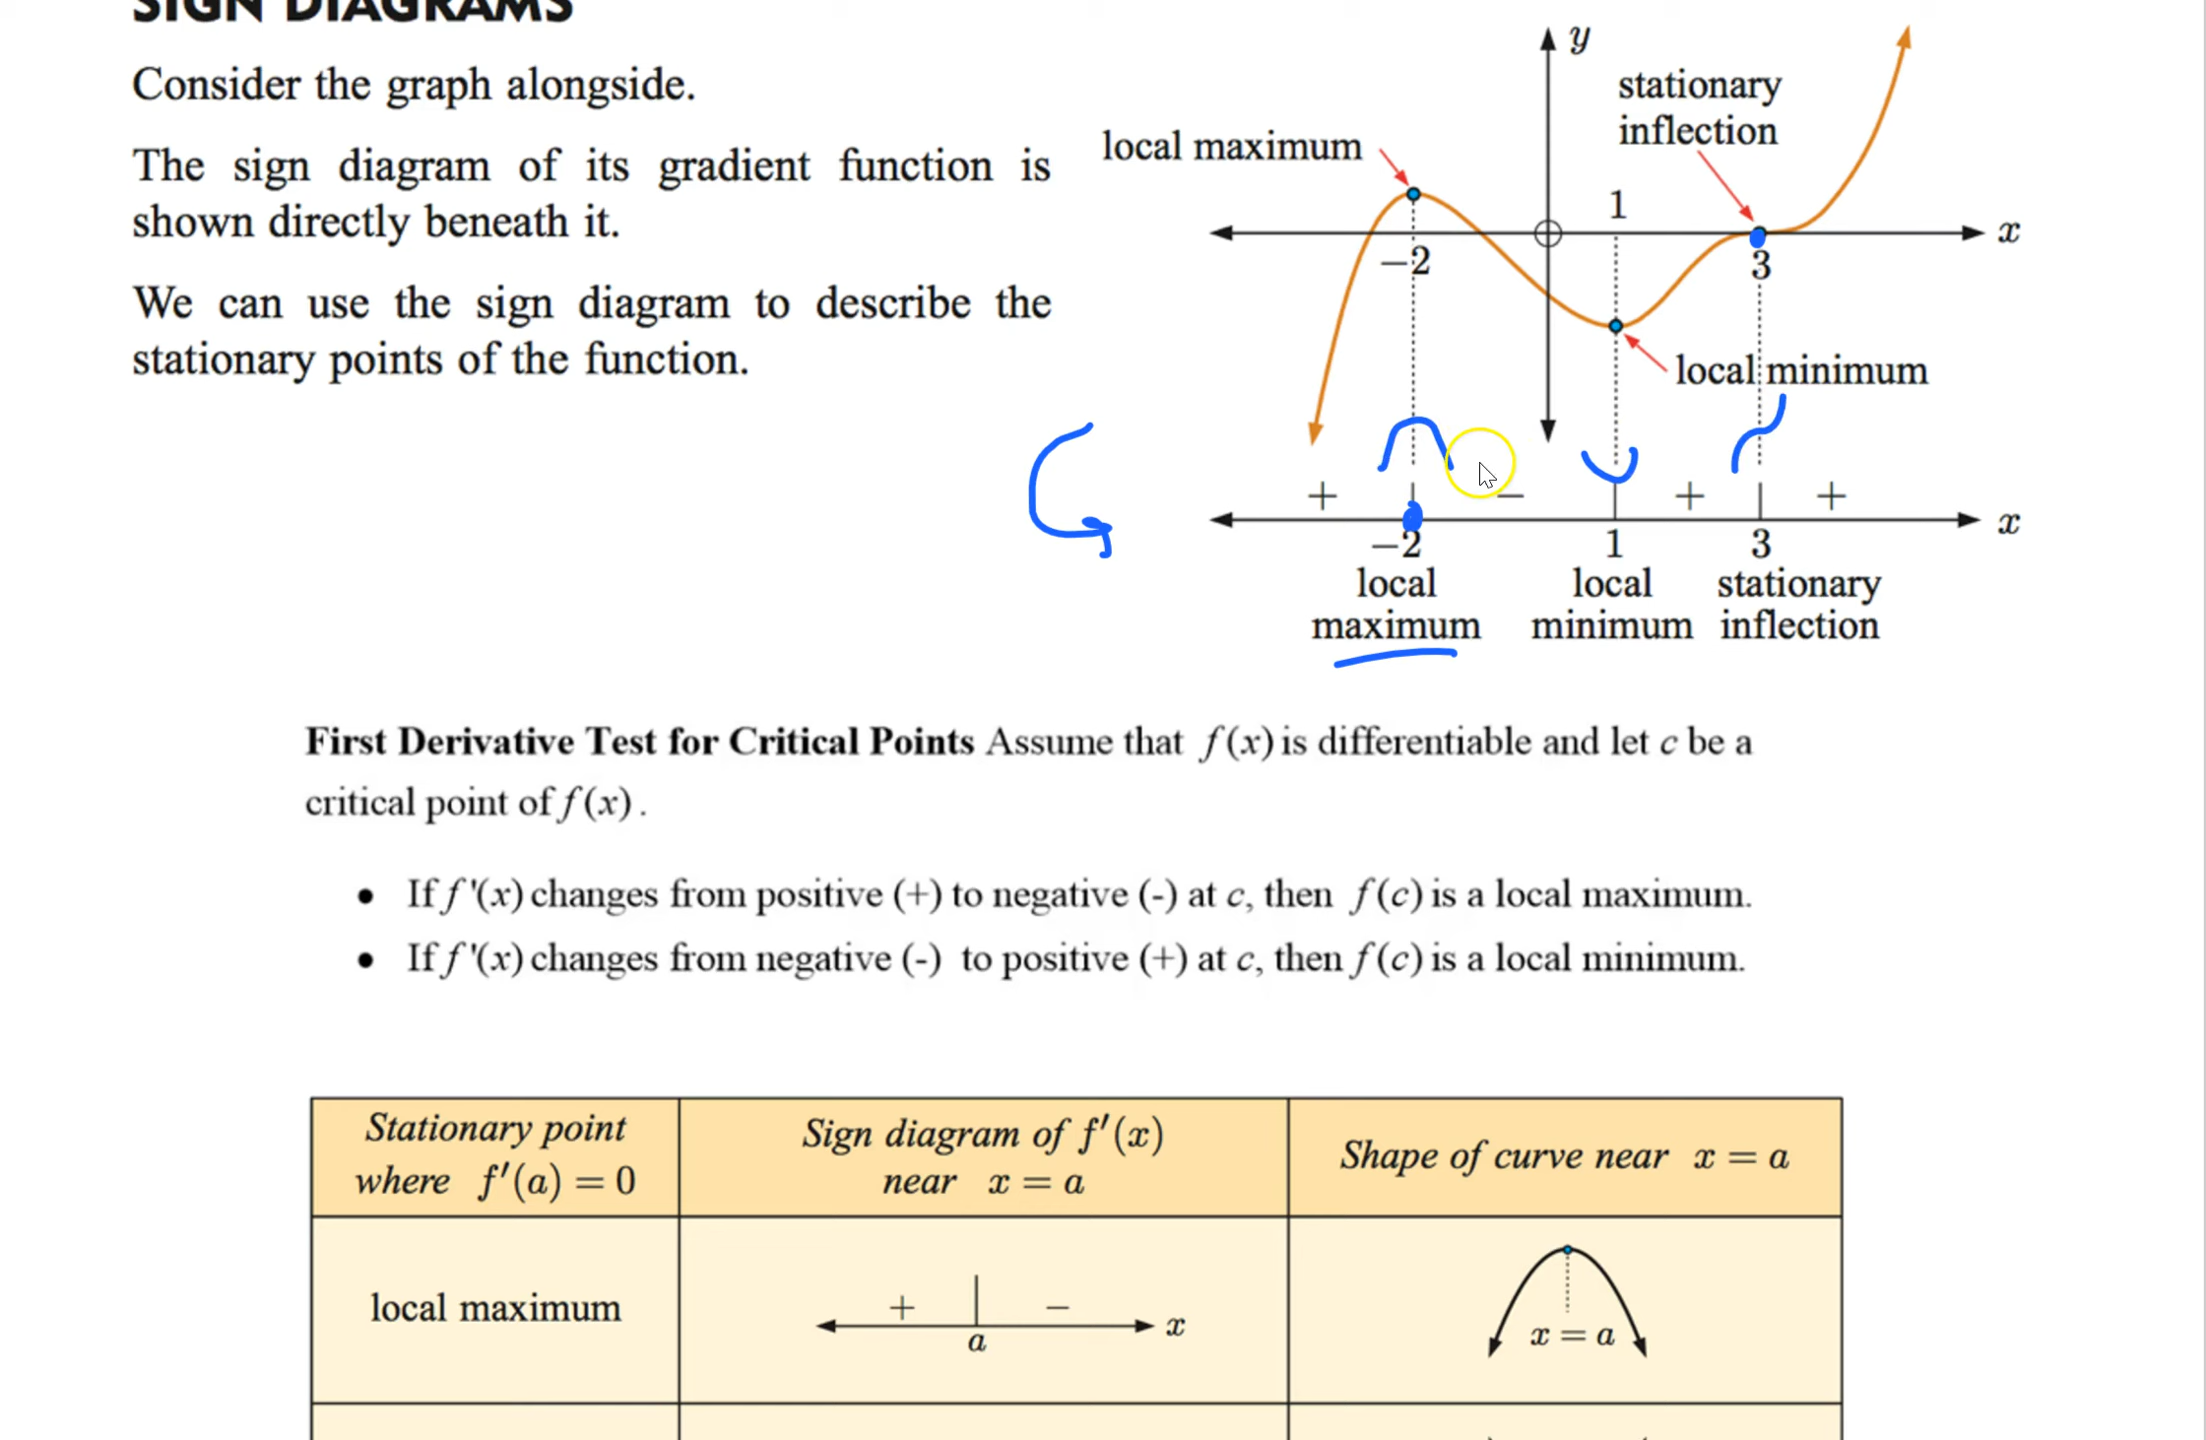 SIGN DIAGRAMS
Consider the graph alongside.
The sign diagram of its gradient function is
shown directly beneath it.
We can use the sign diagram to describe the
stationary points of the function.
y
stationary
inflection
local maximum
1
x
−2
3
local minimum
+ − + +
x
−2 1 3
local local stationary
maximum minimum inflection
First Derivative Test for Critical Points Assume that f(x) is differentiable and let c be a
critical point of f(x).
• If f'(x) changes from positive (+) to negative (-) at c, then f(c) is a local maximum.
• If f'(x) changes from negative (-) to positive (+) at c, then f(c) is a local minimum.
Stationary point
where f′(a) = 0
Sign diagram of f′(x)
near x = a
Shape of curve near x = a
local maximum
+ −
x
a
x = a